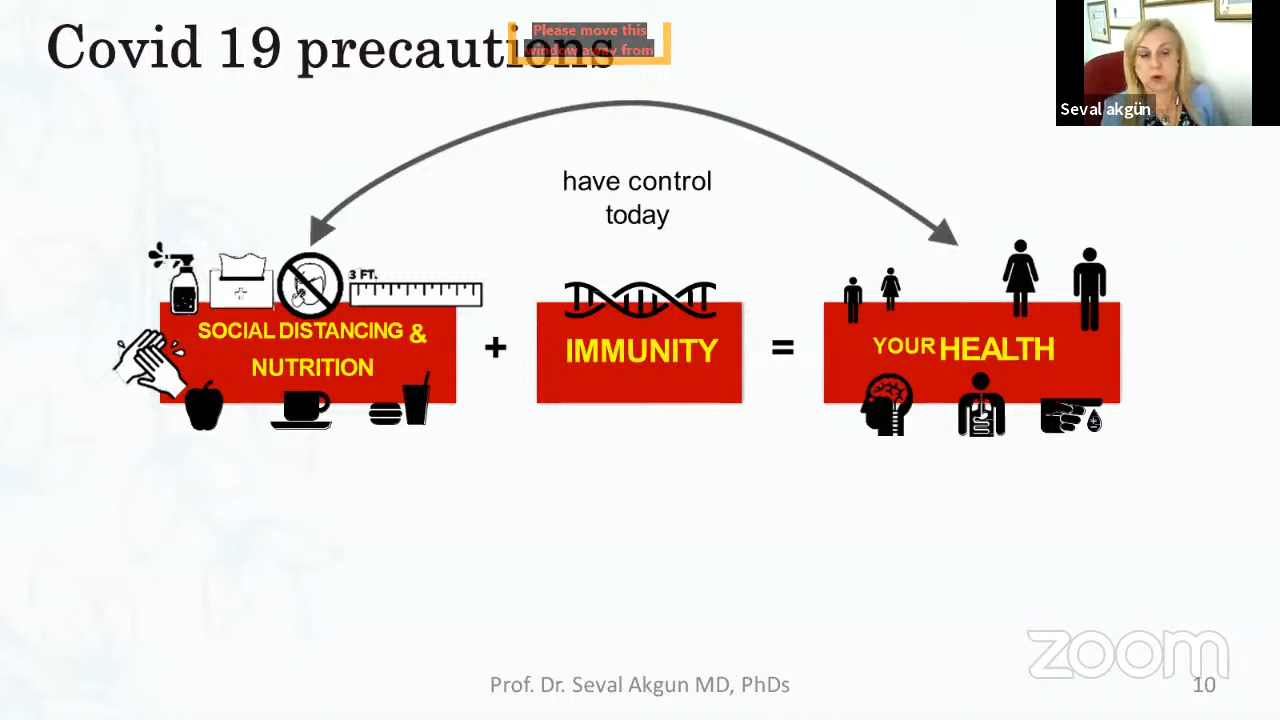 Covid 19 precautions
Please move this
window away from
Seval akgün
have control
today
3 FT.
SOCIAL DISTANCING &
NUTRITION
+
IMMUNITY
=
YOUR HEALTH
zoom
Prof. Dr. Seval Akgun MD, PhDs
10